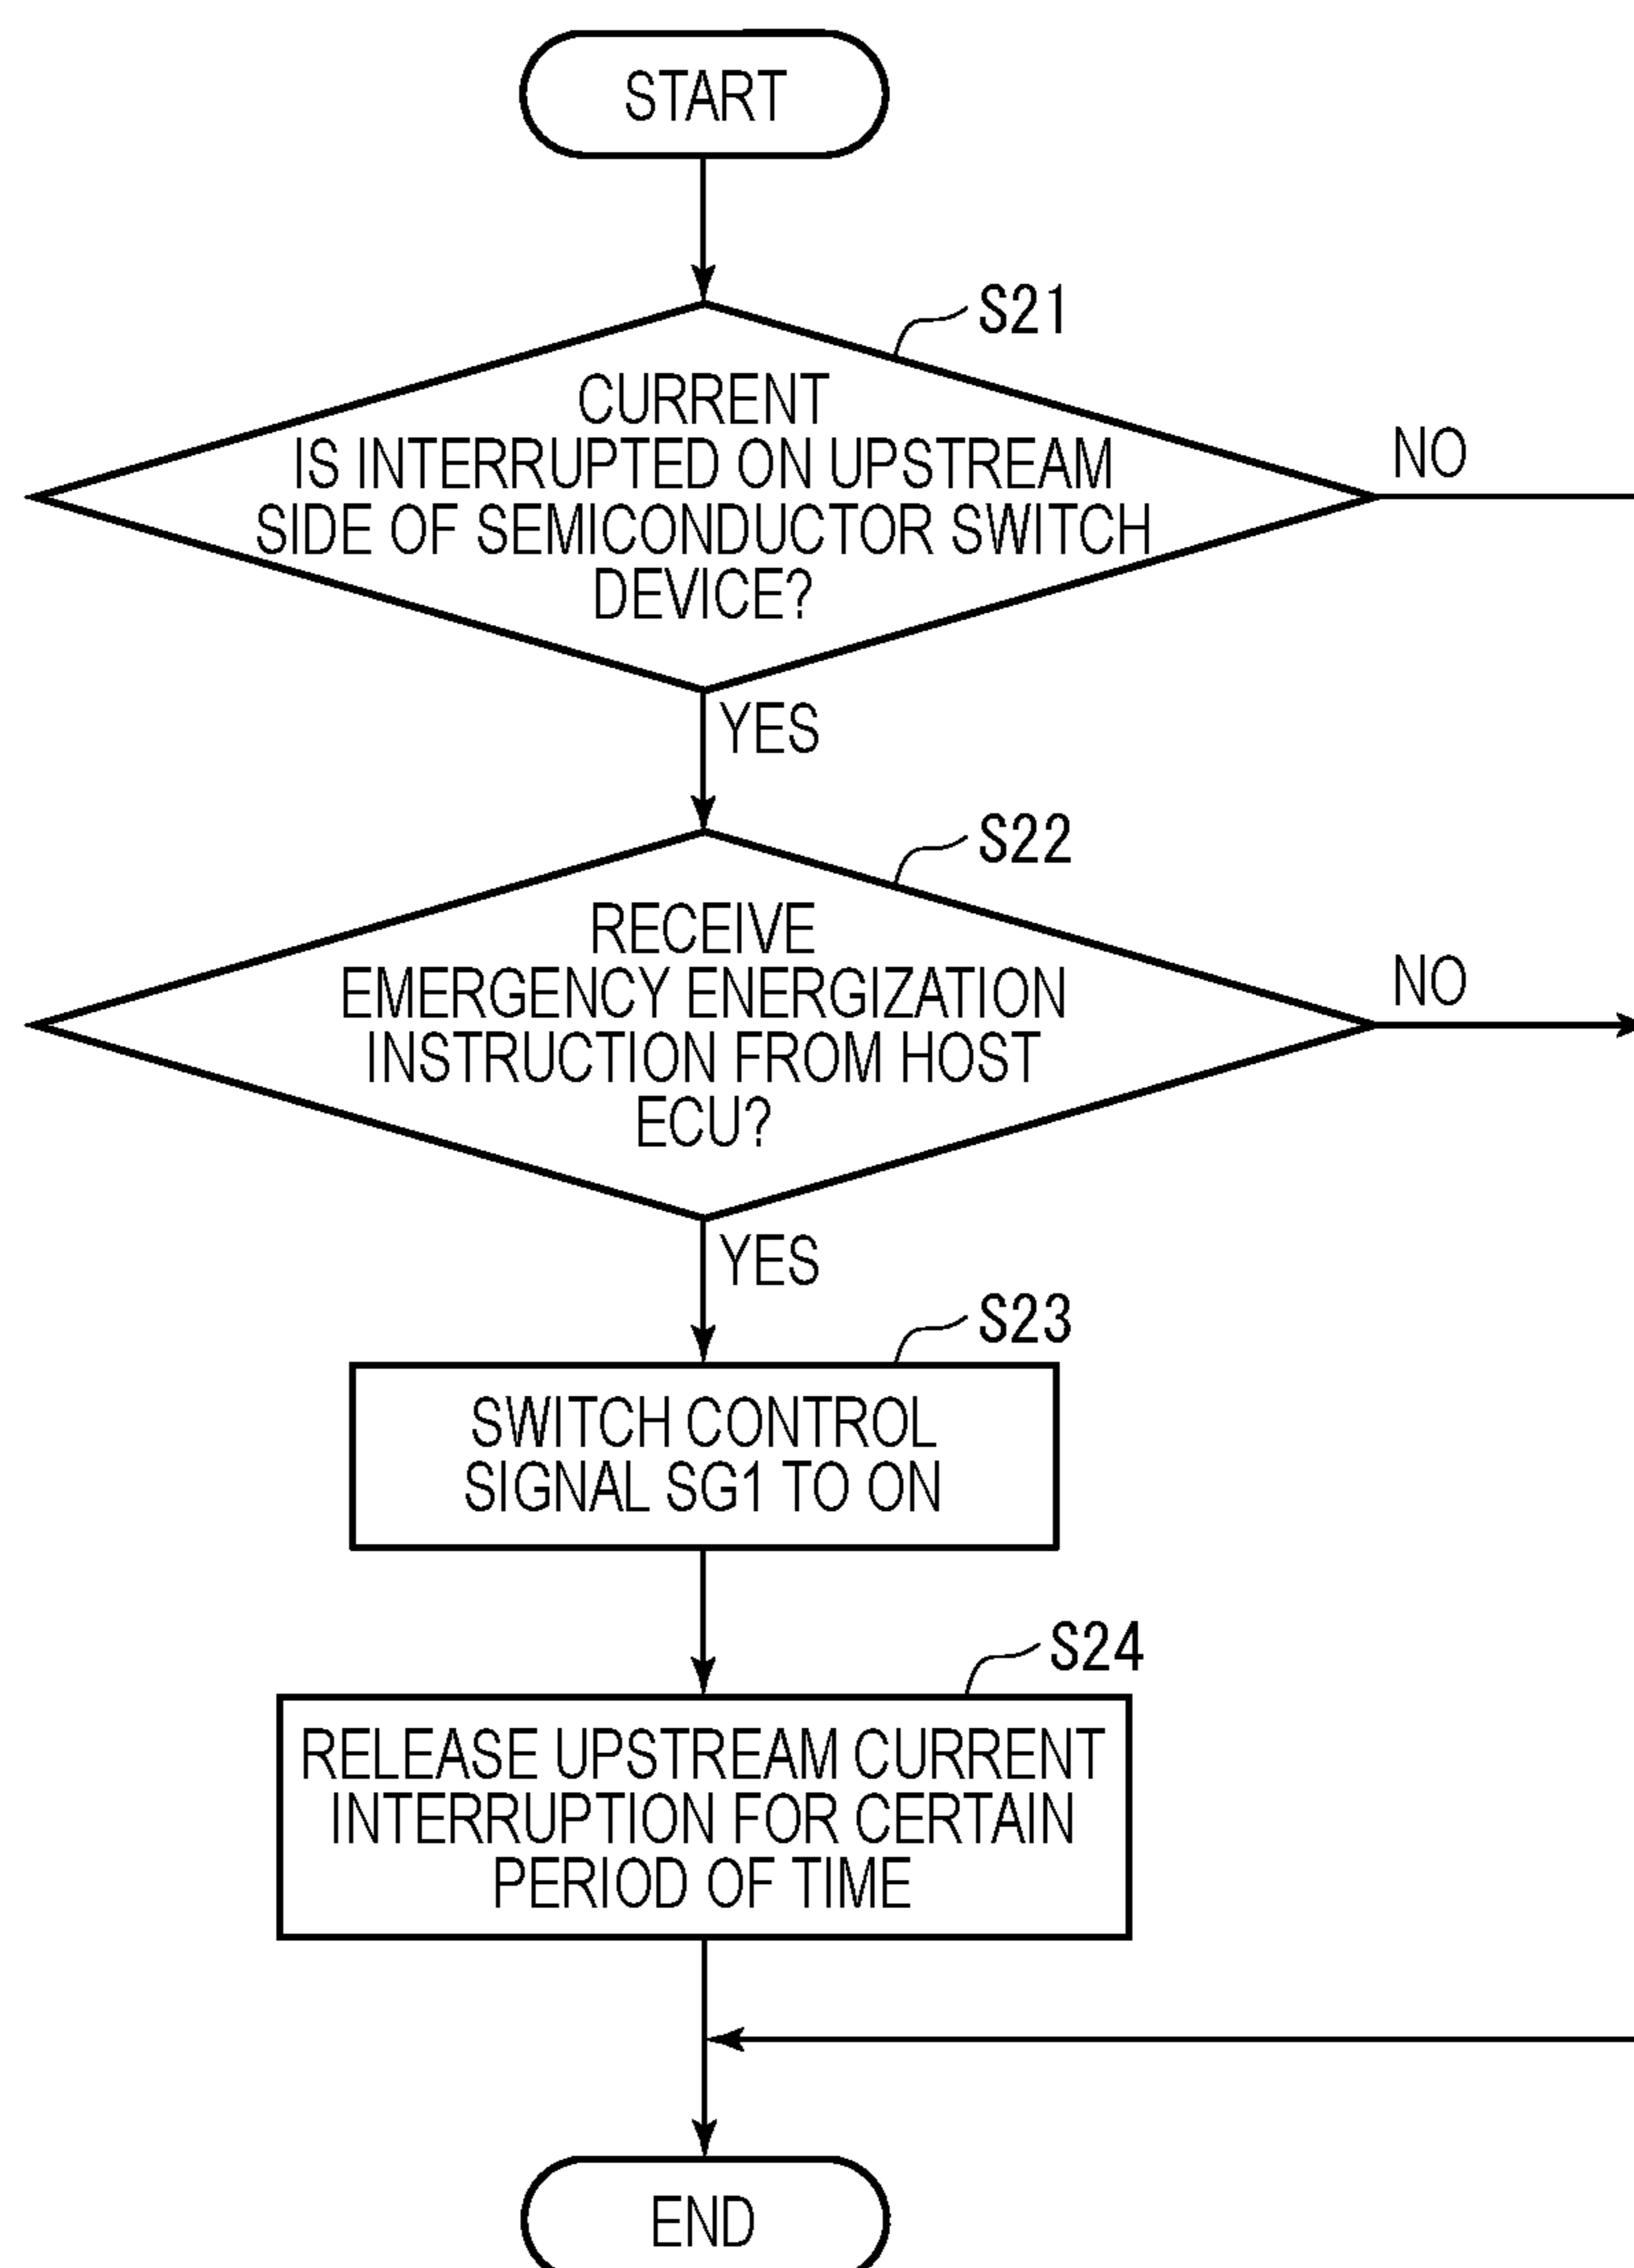 START
S21
CURRENT
IS INTERRUPTED ON UPSTREAM
SIDE OF SEMICONDUCTOR SWITCH
DEVICE?
NO
YES
S22
RECEIVE
EMERGENCY ENERGIZATION
INSTRUCTION FROM HOST
ECU?
NO
YES
S23
SWITCH CONTROL
SIGNAL SG1 TO ON
S24
RELEASE UPSTREAM CURRENT
INTERRUPTION FOR CERTAIN
PERIOD OF TIME
END